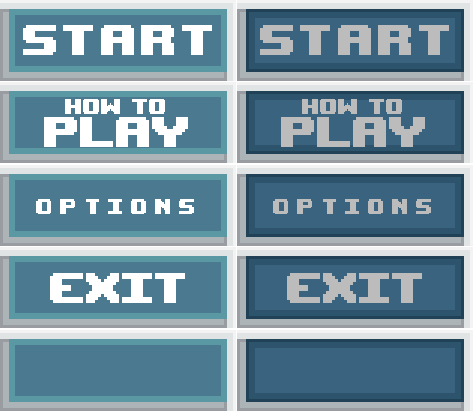 START START
HOW TO HOW TO
PLAY PLAY
OPTIONS OPTIONS
EXIT EXIT